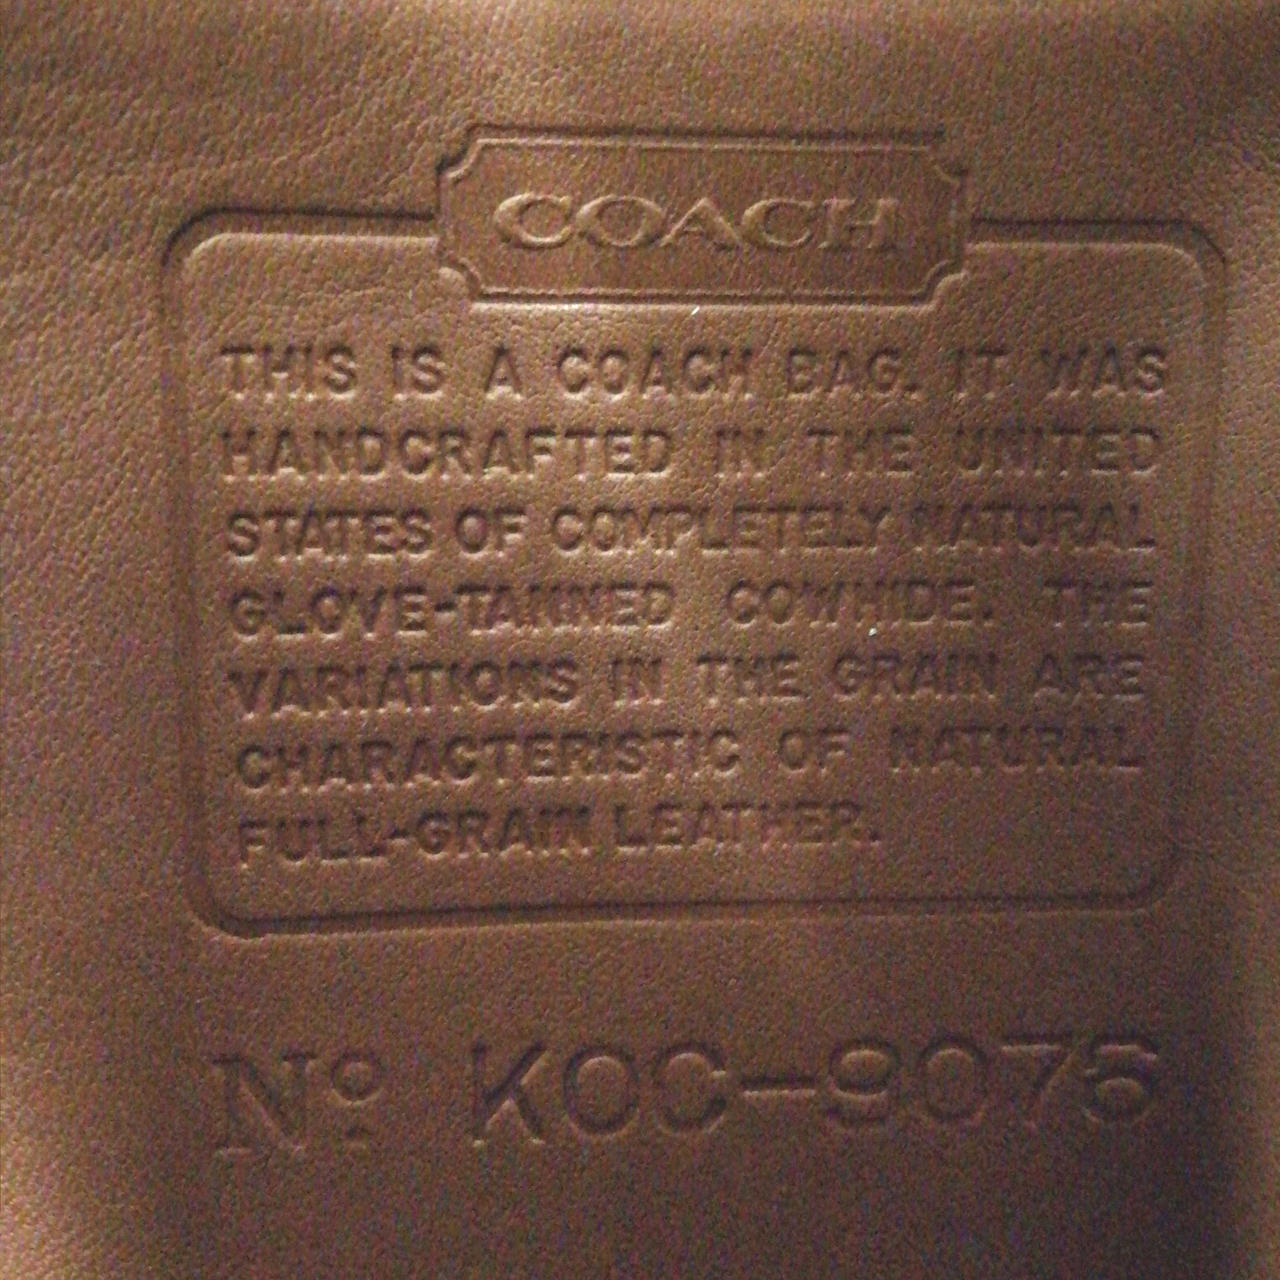 COACH
THIS IS A COACH BAG. IT WAS
HANDCRAFTED IN THE UNITED
STATES OF COMPLETELY NATURAL
GLOVE-TANNED COWHIDE. THE
VARIATIONS IN THE GRAIN ARE
CHARACTERISTIC OF NATURAL
FULL-GRAIN LEATHER.
Nº KOC-9075